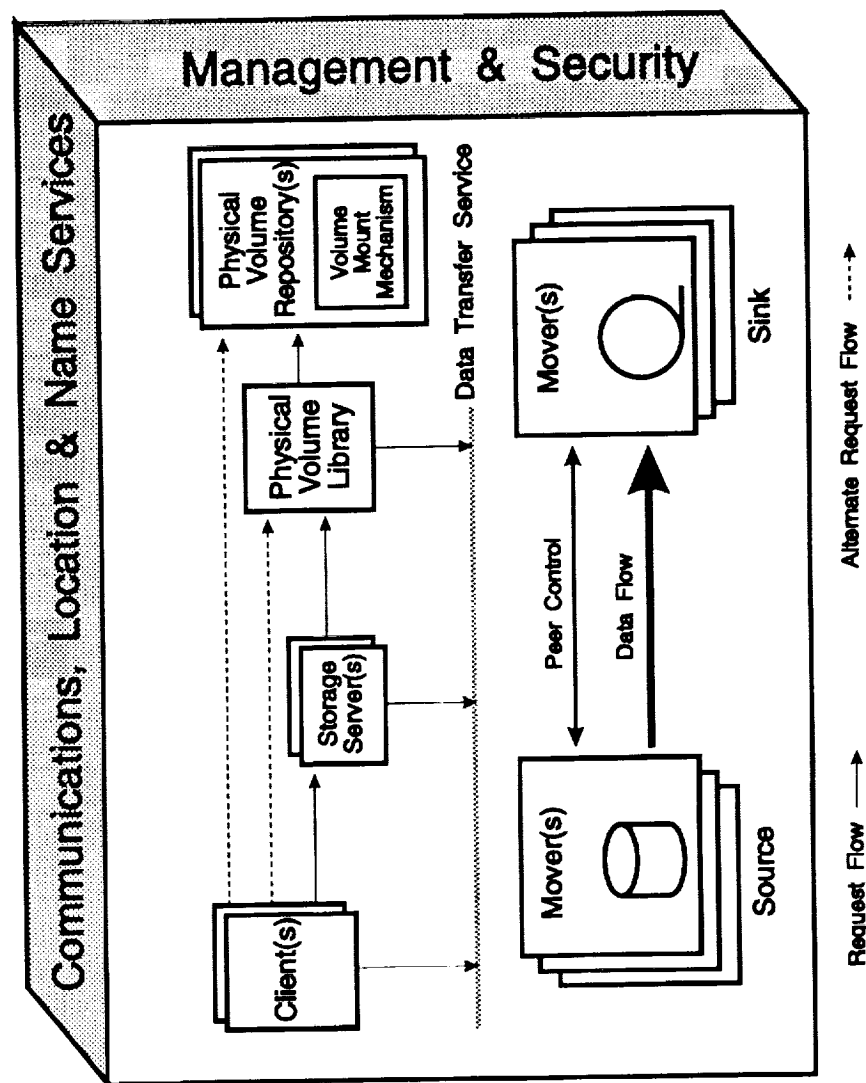 Communications, Location & Name Services
Management & Security
Client(s)
Storage
Server(s)
Physical
Volume
Library
Physical
Volume
Repository(s)
Volume
Mount
Mechanism
Data Transfer Service
Mover(s)
Source
Peer Control
Data Flow
Mover(s)
Sink
Request Flow
Alternate Request Flow